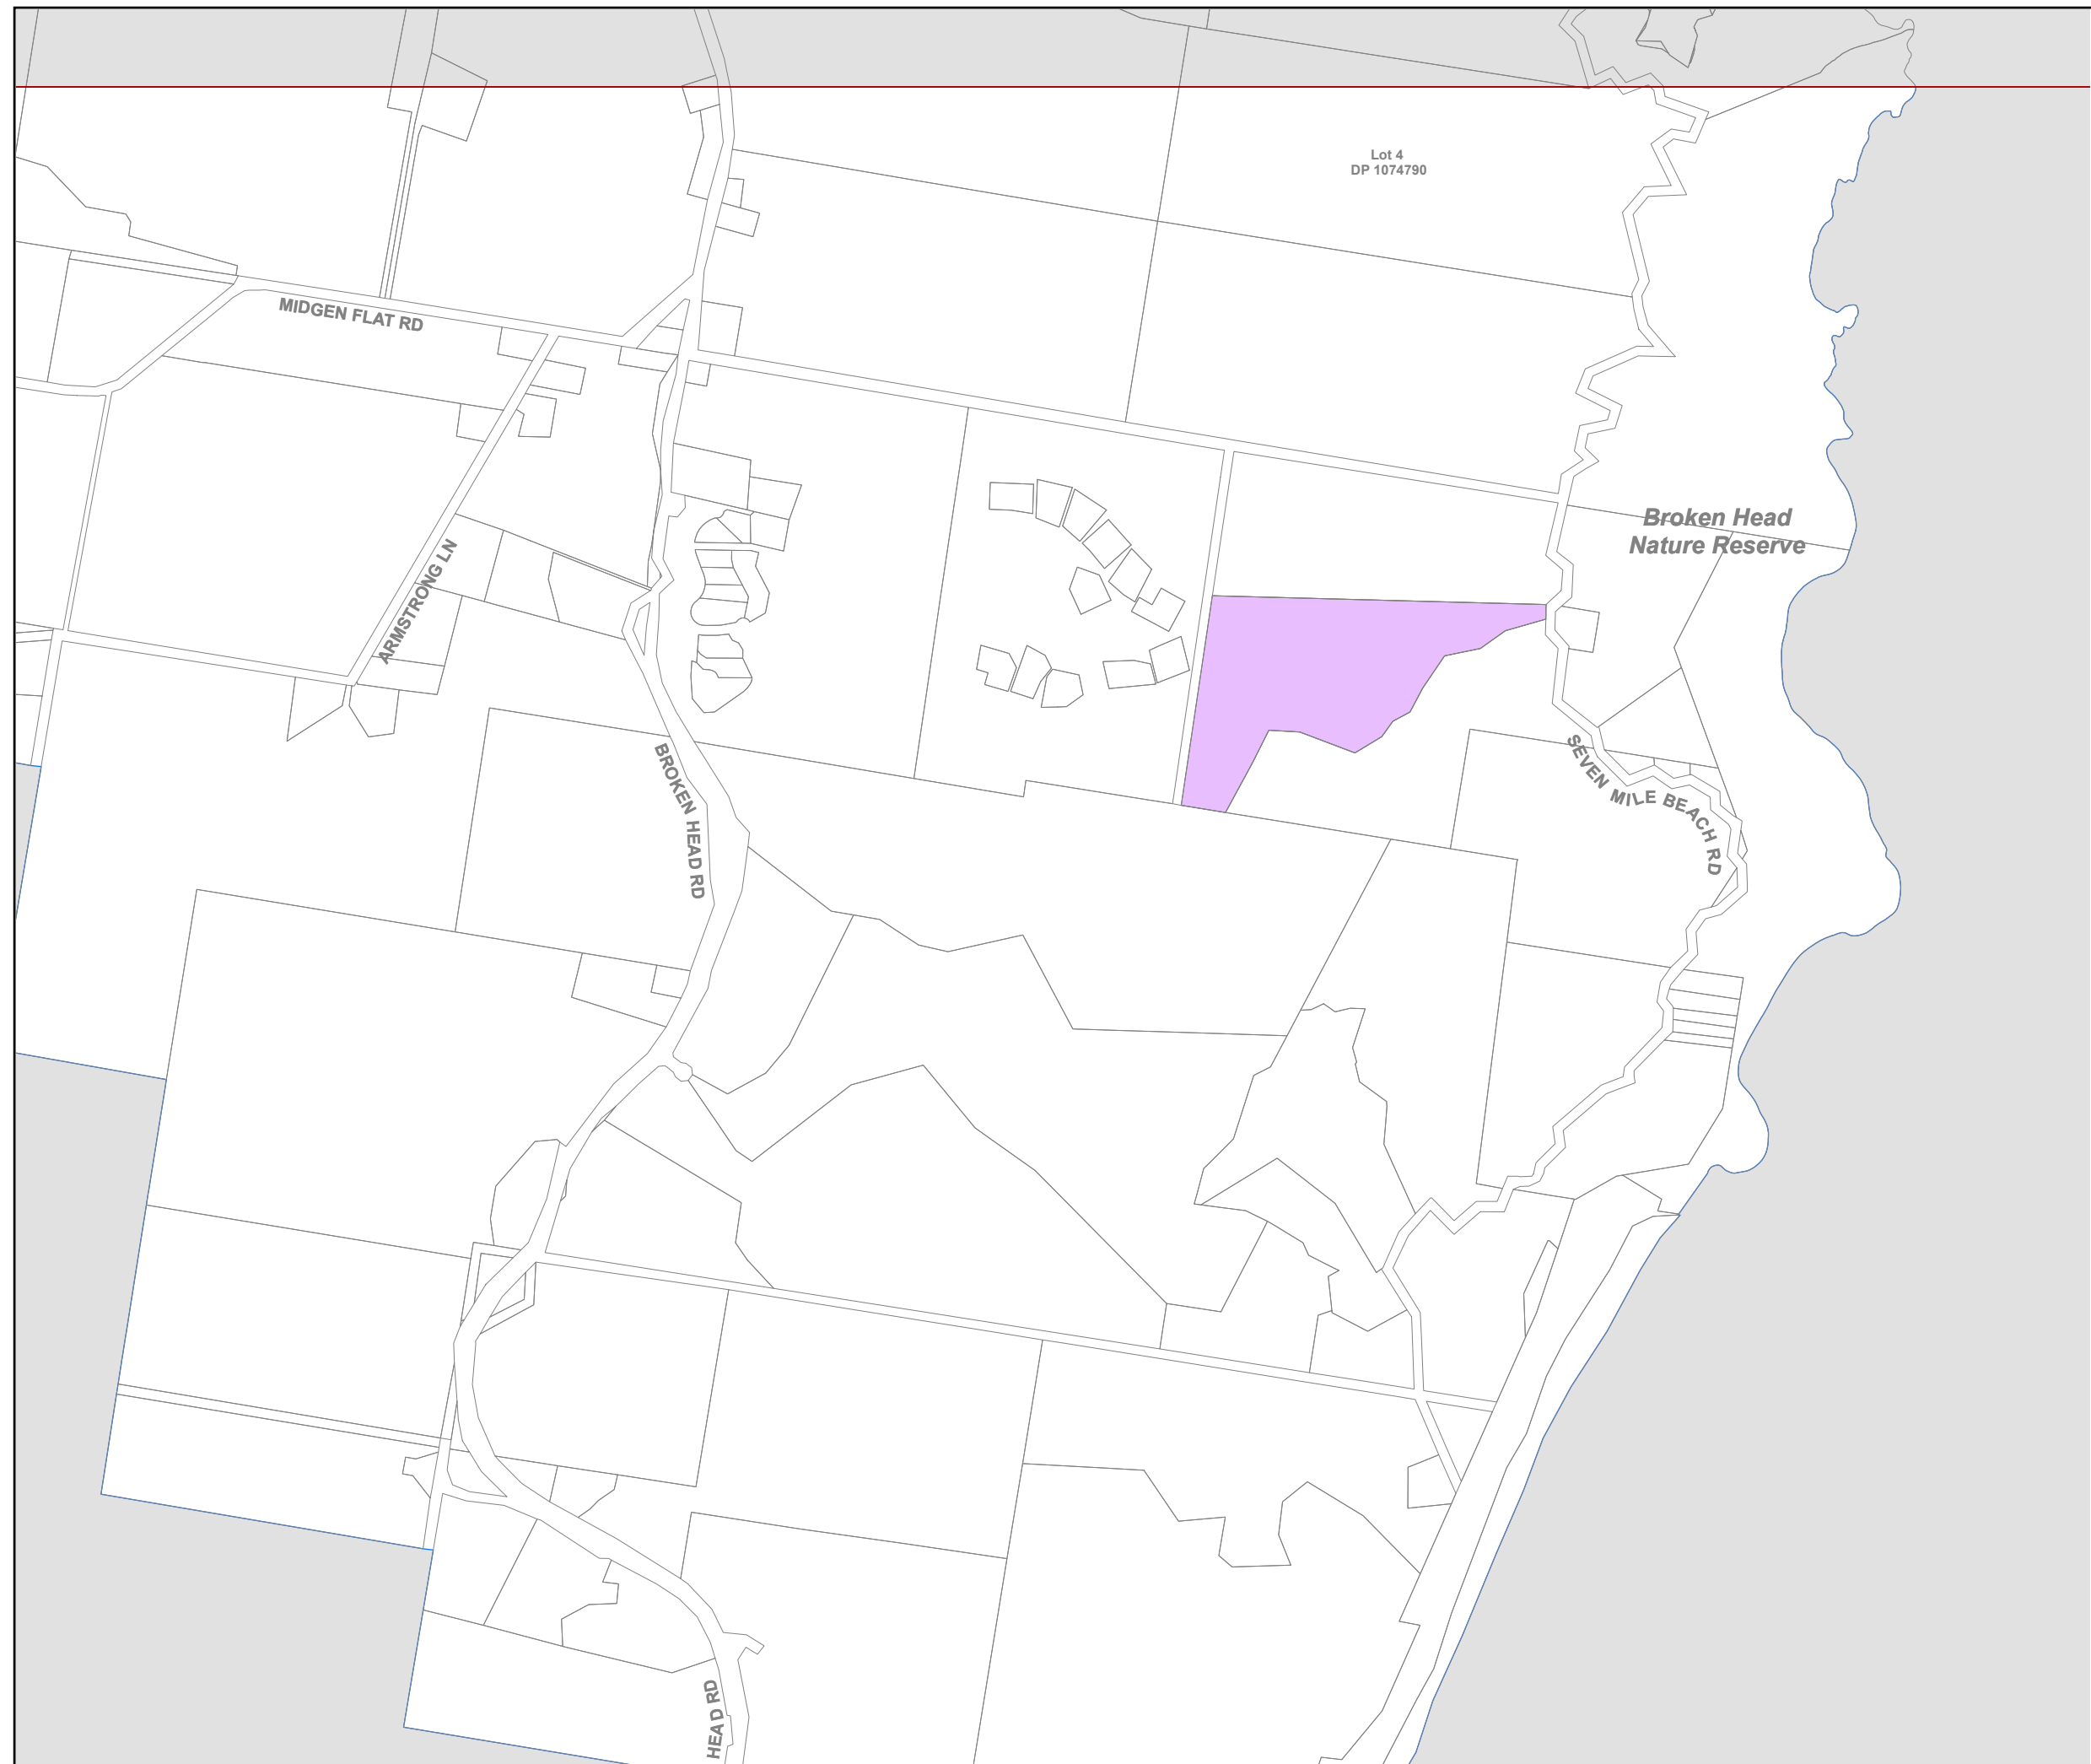 Lot 4
DP 1074790
MIDGEN FLAT RD
Broken Head
Nature Reserve
ARMSTRONG LN
BROKEN HEAD RD
SEVEN MILE BEACH RD
HEAD RD